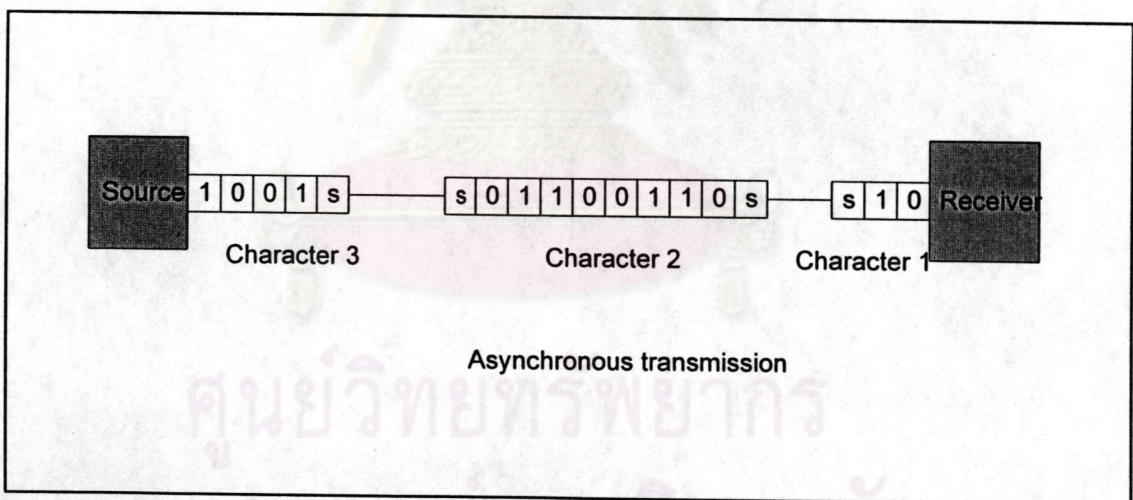 Source 1 0 0 1 s s 0 1 1 0 0 1 1 0 s s 1 0 Receiver
Character 3 Character 2 Character 1
Asynchronous transmission
ศูนย์วิทยทรัพยากร